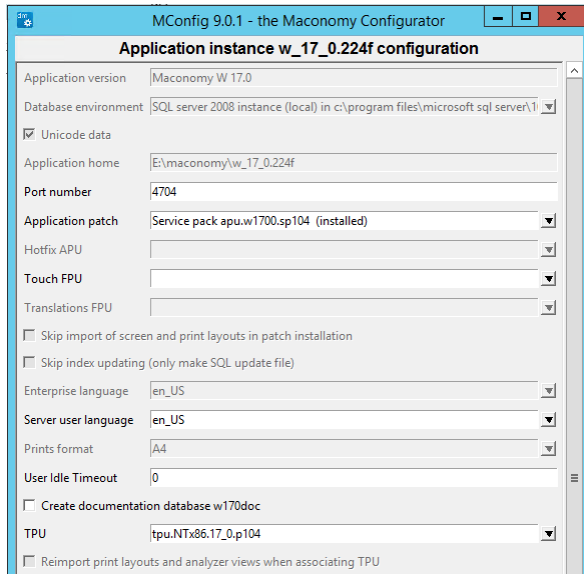 MConfig 9.0.1 - the Maconomy Configurator
Application instance w_17_0.224f configuration
Application version Maconomy W 17.0
Database environment SQL server 2008 instance (local) in c:\program files\microsoft sql server\1
Unicode data
Application home E:\maconomy\w_17_0.224f
Port number 4704
Application patch Service pack apu.w1700.sp104 (installed)
Hotfix APU
Touch FPU
Translations FPU
Skip import of screen and print layouts in patch installation
Skip index updating (only make SQL update file)
Enterprise language en_US
Server user language en_US
Prints format A4
User Idle Timeout 0
Create documentation database w170doc
TPU tpu.NTx86.17_0.p104
Reimport print layouts and analyzer views when associating TPU